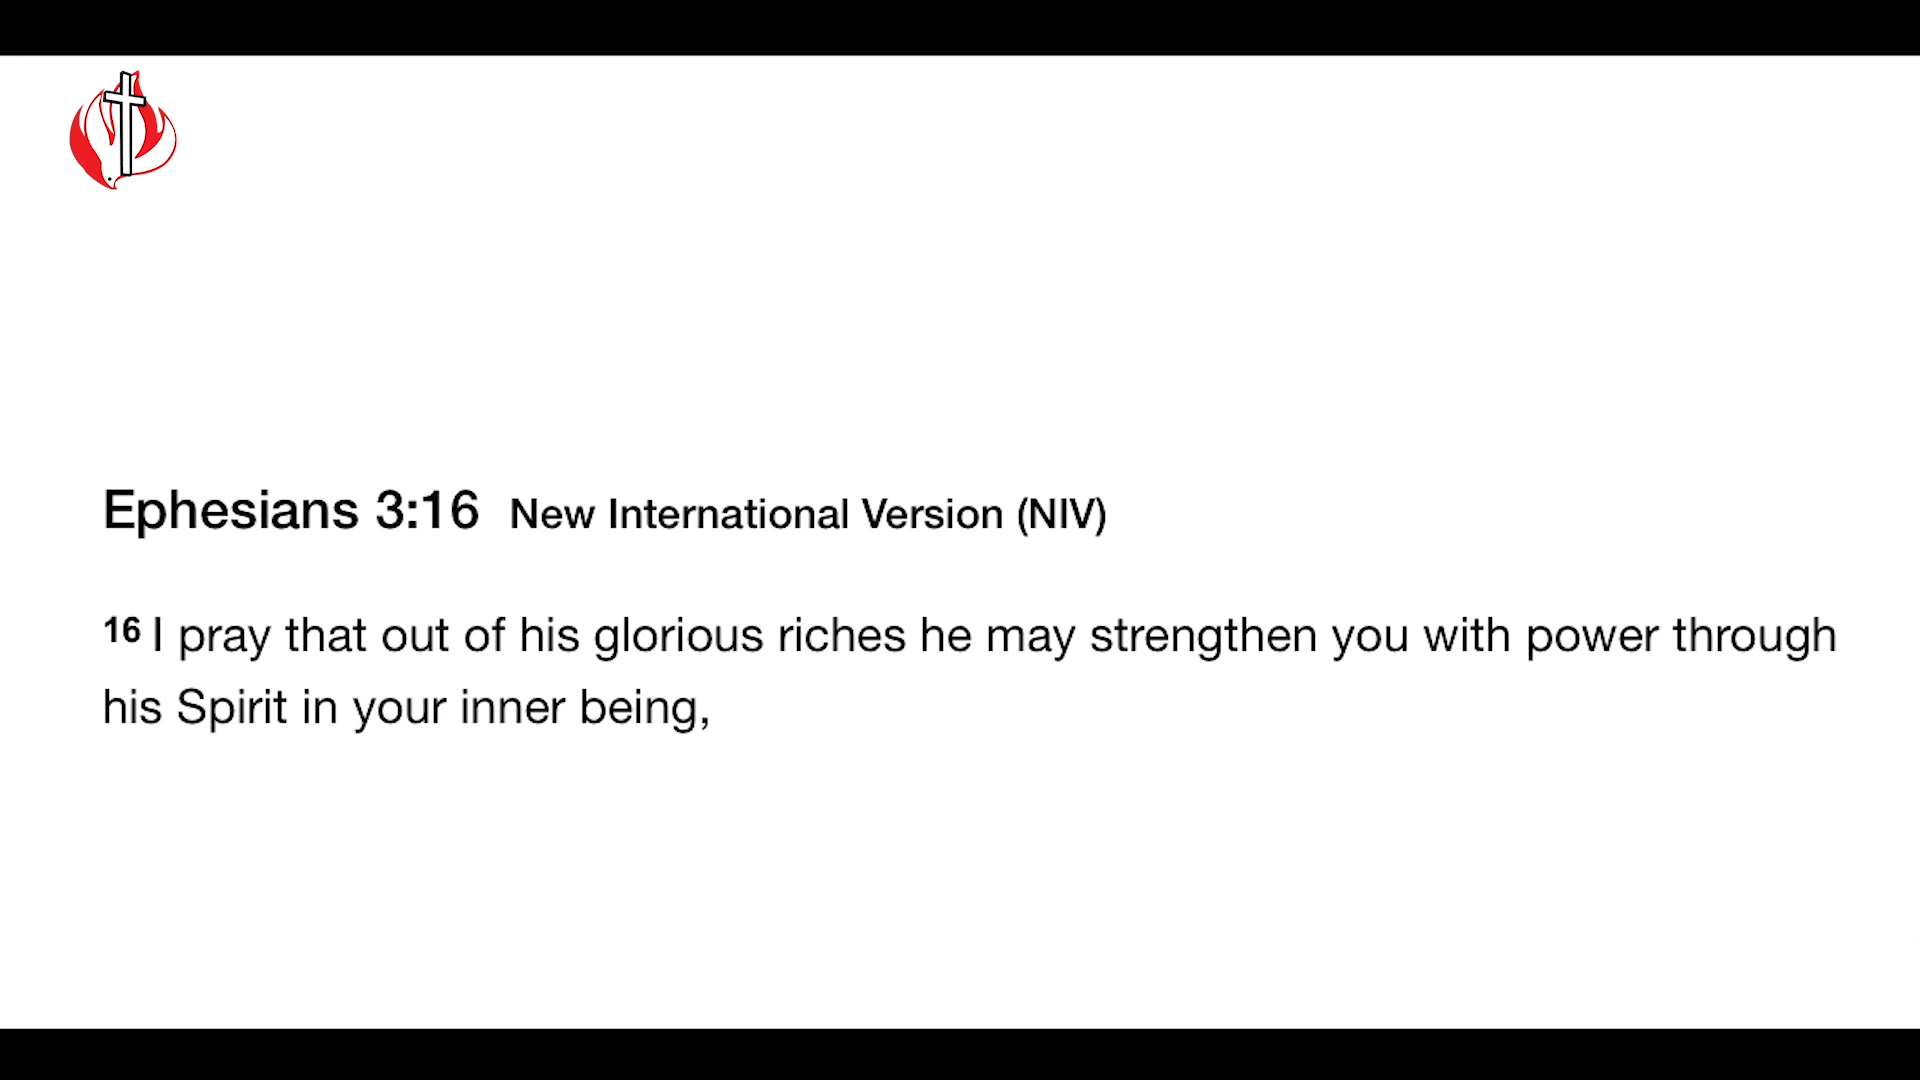 Ephesians 3:16 New International Version (NIV)
16 I pray that out of his glorious riches he may strengthen you with power through
his Spirit in your inner being,